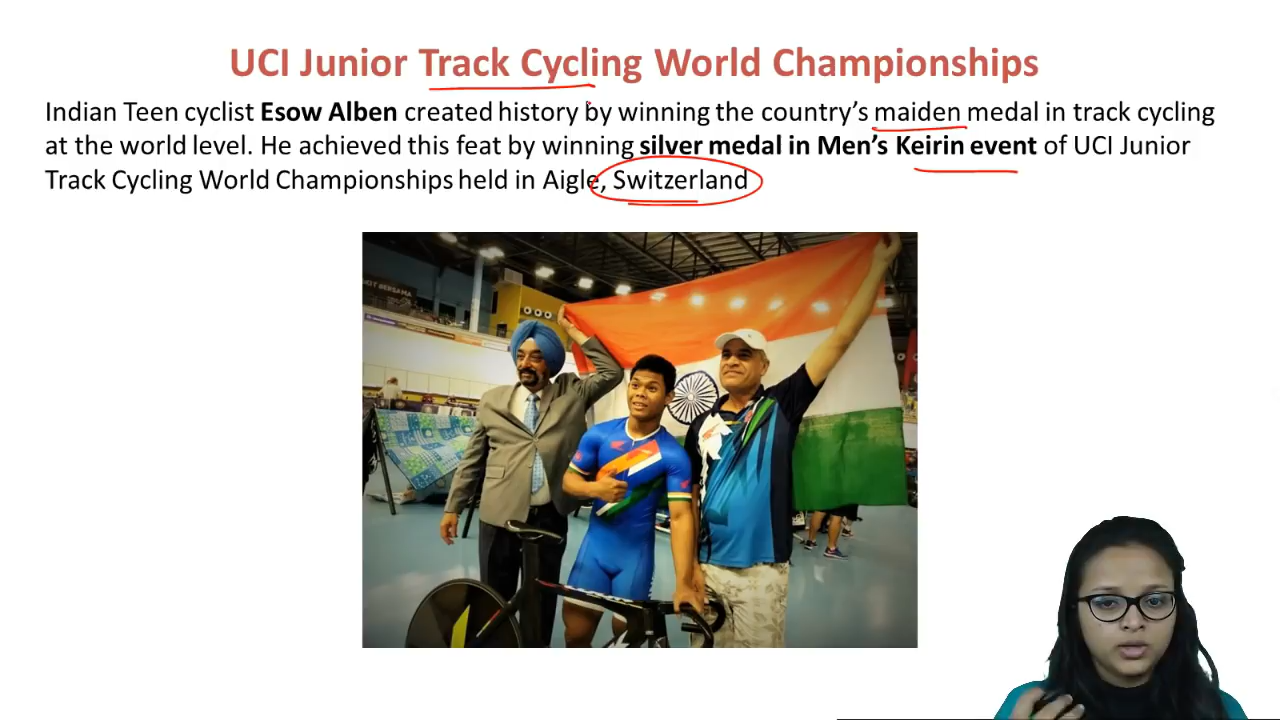 UCI Junior Track Cycling World Championships
Indian Teen cyclist Esow Alben created history by winning the country’s maiden medal in track cycling
at the world level. He achieved this feat by winning silver medal in Men’s Keirin event of UCI Junior
Track Cycling World Championships held in Aigle, Switzerland
BERSAMA